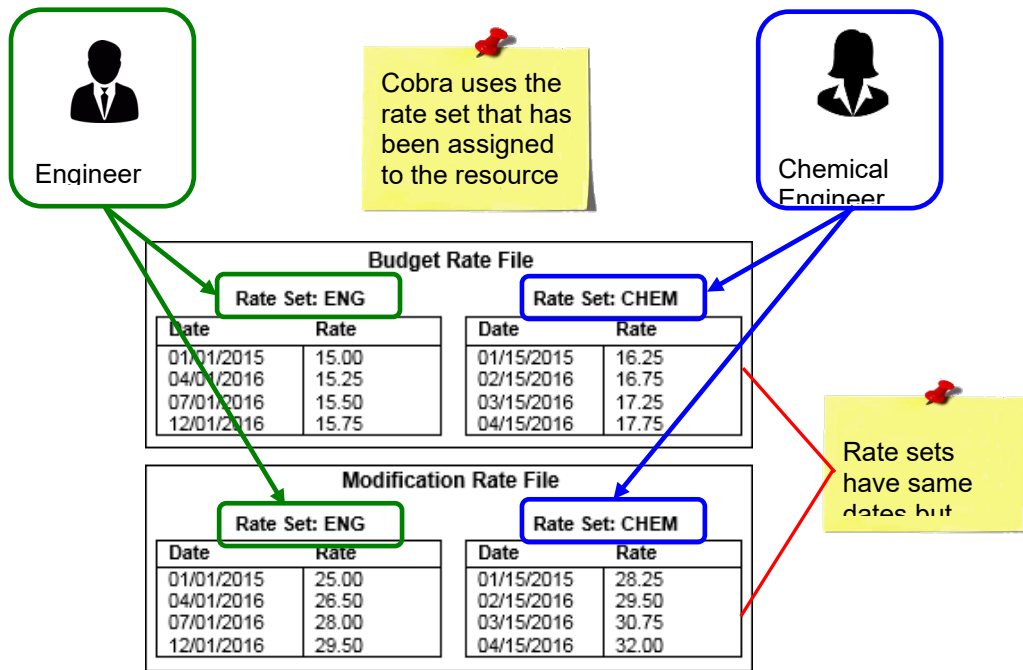 Engineer
Cobra uses the
rate set that has
been assigned
to the resource
Chemical
Engineer
Budget Rate File
Rate Set: ENG
Rate Set: CHEM
Date Rate
01/01/2015 15.00
04/01/2016 15.25
07/01/2016 15.50
12/01/2016 15.75
Date Rate
01/15/2015 16.25
02/15/2016 16.75
03/15/2016 17.25
04/15/2016 17.75
Rate sets
have same
dates but
Modification Rate File
Rate Set: ENG
Rate Set: CHEM
Date Rate
01/01/2015 25.00
04/01/2016 26.50
07/01/2016 28.00
12/01/2016 29.50
Date Rate
01/15/2015 28.25
02/15/2016 29.50
03/15/2016 30.75
04/15/2016 32.00